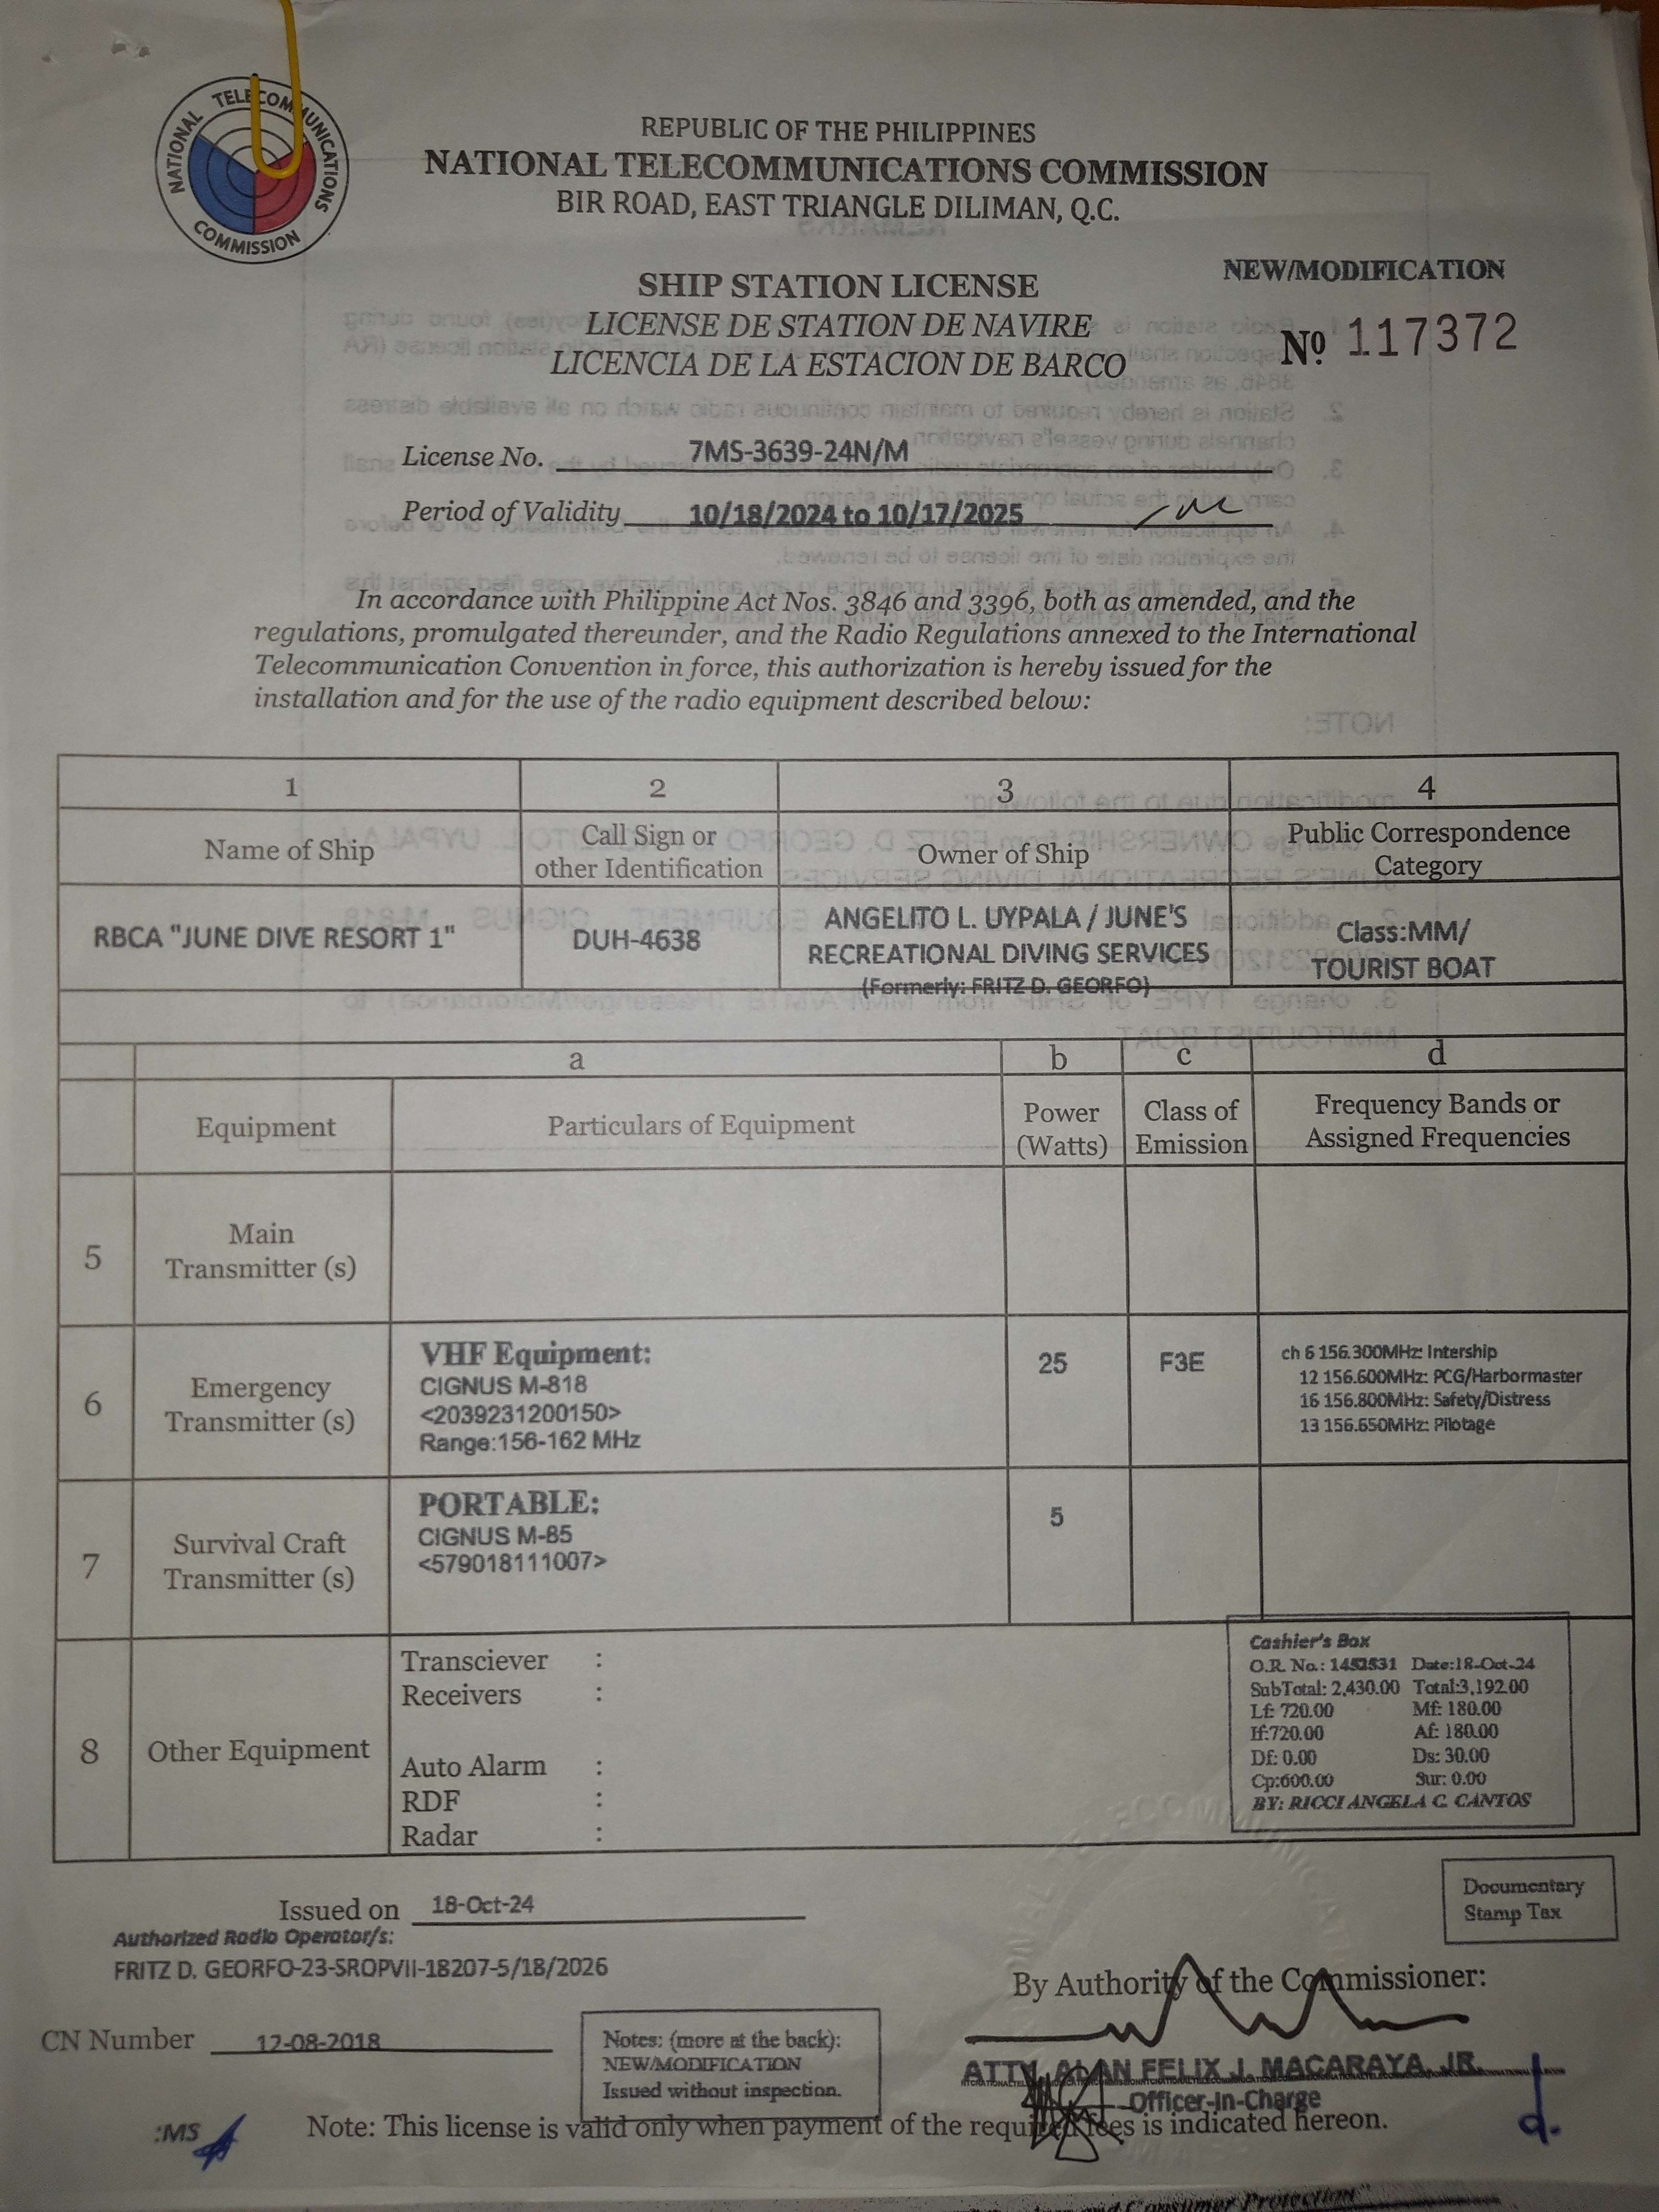 NATIONAL TELECOMMUNICATIONS COMMISSION
REPUBLIC OF THE PHILIPPINES
NATIONAL TELECOMMUNICATIONS COMMISSION
BIR ROAD, EAST TRIANGLE DILIMAN, Q.C.
NEW/MODIFICATION
SHIP STATION LICENSE
LICENSE DE STATION DE NAVIRE
LICENCIA DE LA ESTACION DE BARCO
Nº 117372
License No. 7MS-3639-24N/M
Period of Validity 10/18/2024 to 10/17/2025
In accordance with Philippine Act Nos. 3846 and 3396, both as amended, and the
regulations, promulgated thereunder, and the Radio Regulations annexed to the International
Telecommunication Convention in force, this authorization is hereby issued for the
installation and for the use of the radio equipment described below:
1 2 3 4
Name of Ship
Call Sign or
other Identification
Owner of Ship
Public Correspondence
Category
RBCA "JUNE DIVE RESORT 1"
DUH-4638
ANGELITO L. UYPALA / JUNE'S
RECREATIONAL DIVING SERVICES
(Formerly: FRITZ D. GEORFO)
Class:MM/
TOURIST BOAT
a b c d
Equipment
Particulars of Equipment
Power
(Watts)
Class of
Emission
Frequency Bands or
Assigned Frequencies
5
Main
Transmitter (s)
6
Emergency
Transmitter (s)
VHF Equipment:
CIGNUS M-818
<2039231200150>
Range:156-162 MHz
25
F3E
ch 6 156.300MHz: Intership
12 156.600MHz: PCG/Harbormaster
16 156.800MHz: Safety/Distress
13 156.650MHz: Pilotage
7
Survival Craft
Transmitter (s)
PORTABLE:
CIGNUS M-85
<579018111007>
5
8
Other Equipment
Transciever :
Receivers :
Auto Alarm :
RDF :
Radar :
Cashier's Box
O.R. No.: 1452531 Date:18-Oct-24
SubTotal: 2,430.00 Total:3,192.00
Lf: 720.00 Mf: 180.00
If:720.00 Af: 180.00
Df: 0.00 Ds: 30.00
Cp:600.00 Sur: 0.00
BY: RICCI ANGELA C. CANTOS
Documentary
Stamp Tax
Issued on 18-Oct-24
Authorized Radio Operator/s:
FRITZ D. GEORFO-23-SROPVII-18207-5/18/2026
By Authority of the Commissioner:
CN Number 12-08-2018
Notes: (more at the back):
NEW/MODIFICATION
Issued without inspection.
ATTY. ALAN FELIX J. MACARAYA, JR.
Officer-In-Charge
:MS
Note: This license is valid only when payment of the required fees is indicated hereon.
and Consumer Protection"